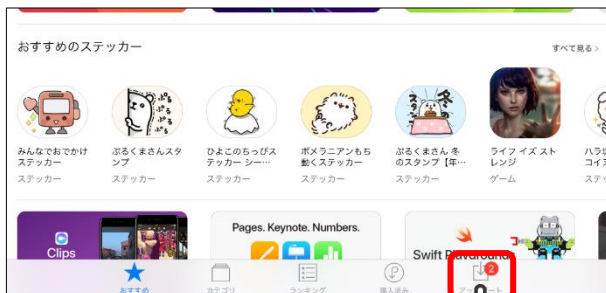 おすすめのステッカー
すべて見る >
みんなでおでかけ
ステッカー
ステッカー
ぷるくまさんスタ
ンプ
ステッカー
ひよこのちっぴス
テッカー シー…
ステッカー
ポメラニアンもち
動くステッカー
ステッカー
ぷるくまさん 冬
のスタンプ【年…
ステッカー
ライフ イズ スト
レンジ
ゲーム
Clips
Pages. Keynote. Numbers.
Swift Playgrounds
おすすめ
カテゴリ
ランキング
購入済み
2